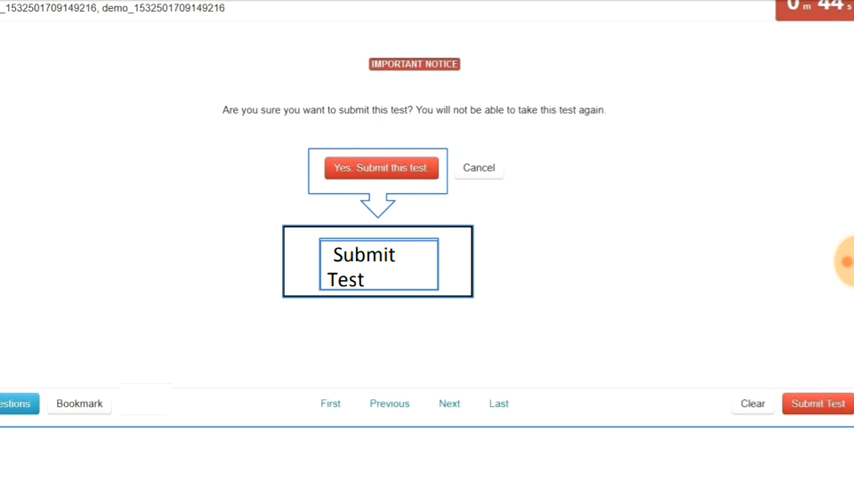 _1532501709149216, demo_1532501709149216
0 m 44 s
IMPORTANT NOTICE
Are you sure you want to submit this test? You will not be able to take this test again.
Yes. Submit this test. Cancel
Submit
Test
estions Bookmark First Previous Next Last Clear Submit Test